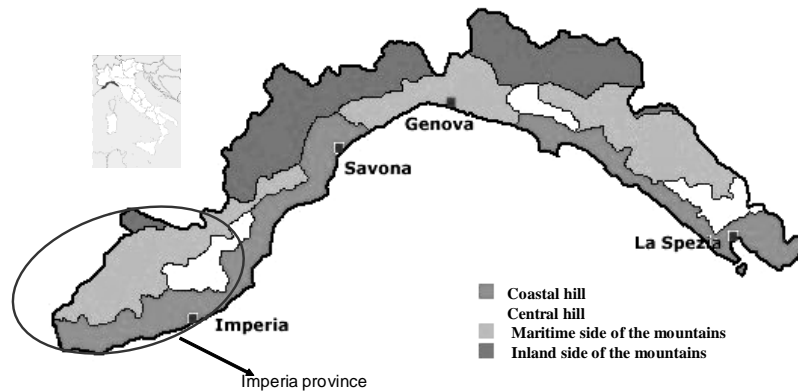 Genova
Savona
La Spezia
Coastal hill
Central hill
Maritime side of the mountains
Inland side of the mountains
Imperia
Imperia province